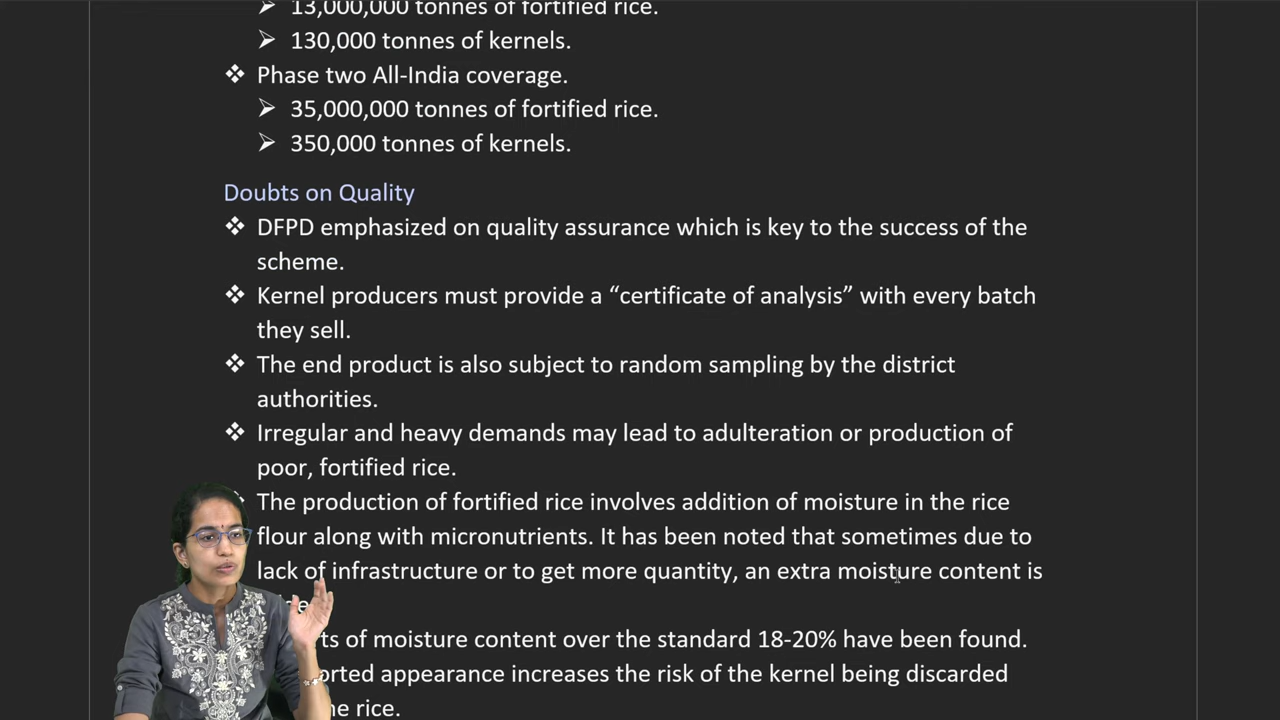 13,000,000 tonnes of fortified rice.
130,000 tonnes of kernels.
Phase two All-India coverage.
35,000,000 tonnes of fortified rice.
350,000 tonnes of kernels.
Doubts on Quality
DFPD emphasized on quality assurance which is key to the success of the
scheme.
Kernel producers must provide a “certificate of analysis” with every batch
they sell.
The end product is also subject to random sampling by the district
authorities.
Irregular and heavy demands may lead to adulteration or production of
poor, fortified rice.
The production of fortified rice involves addition of moisture in the rice
flour along with micronutrients. It has been noted that sometimes due to
lack of infrastructure or to get more quantity, an extra moisture content is
of moisture content over the standard 18-20% have been found.
appearance increases the risk of the kernel being discarded
rice.